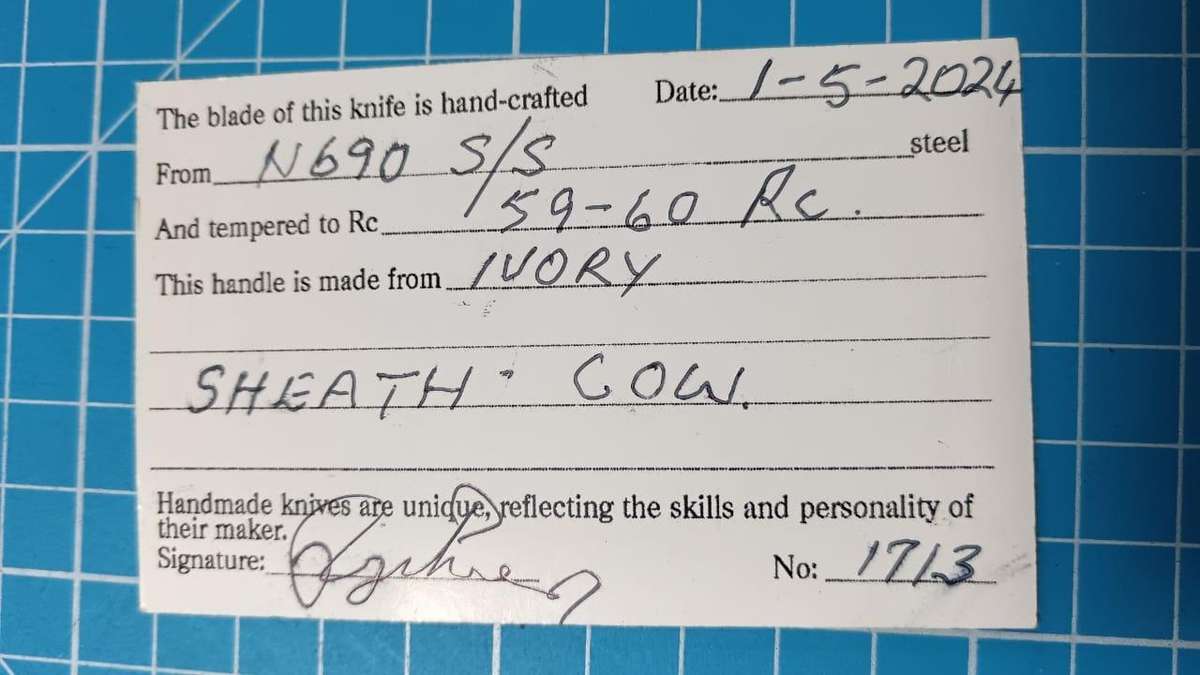 The blade of this knife is hand-crafted Date: 1-5-2024
From N690 S/S steel
And tempered to Rc 59-60 Rc.
This handle is made from IVORY
SHEATH: COW.
Handmade knives are unique, reflecting the skills and personality of
their maker.
Signature: No: 1713